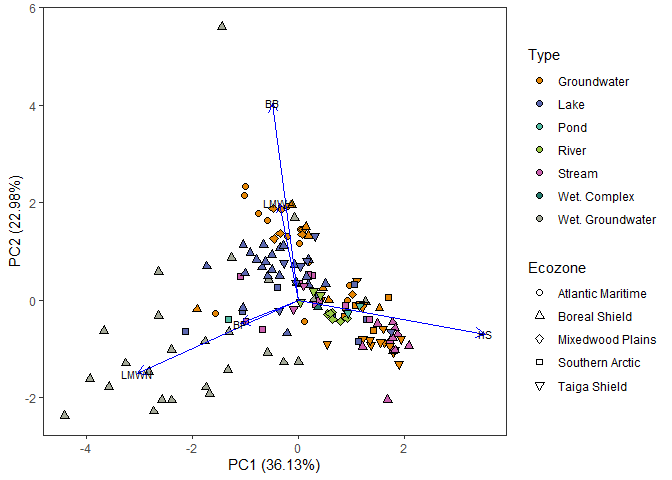 6
4
2
0
-2
PC2 (22.98%)
-4
-2
0
2
PC1 (36.13%)
BB
LMW
HS
LMWN
Type
Groundwater
Lake
Pond
River
Stream
Wet. Complex
Wet. Groundwater
Ecozone
Atlantic Maritime
Boreal Shield
Mixedwood Plains
Southern Arctic
Taiga Shield